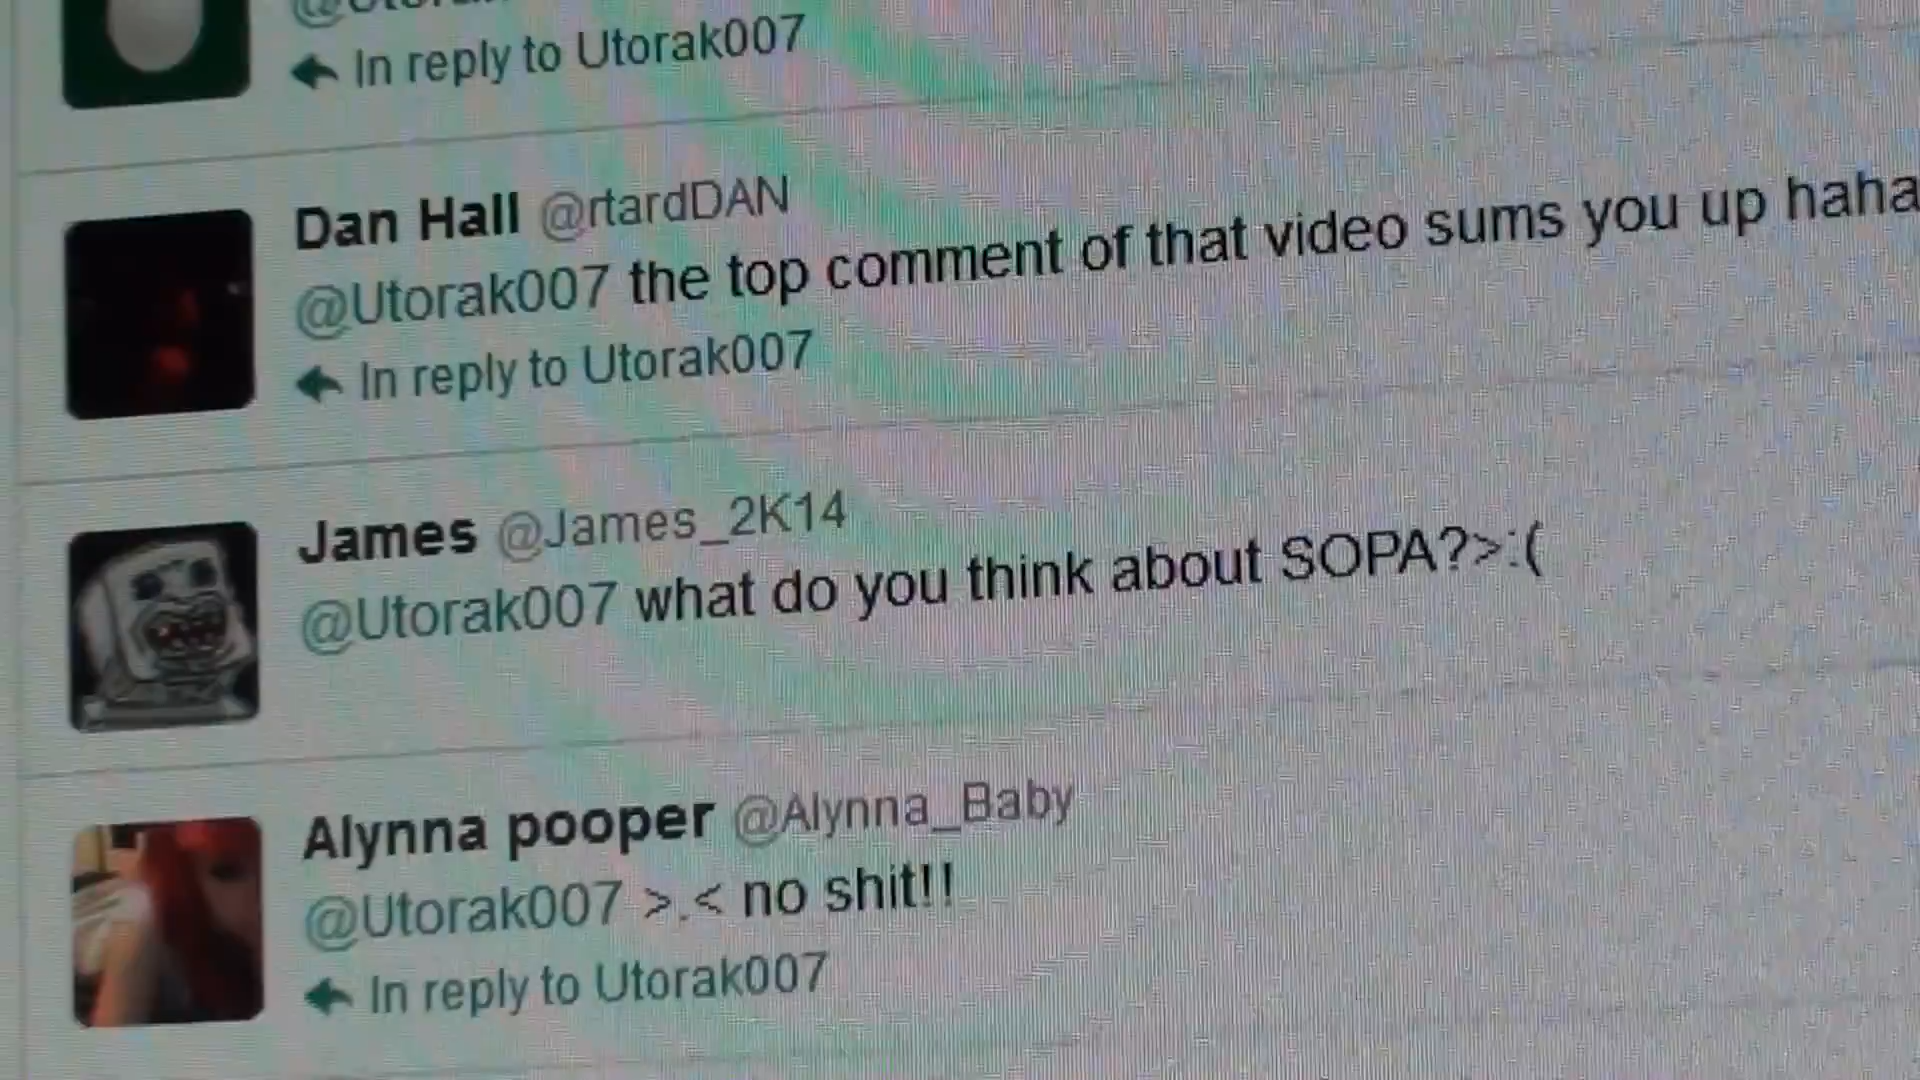 In reply to Utorak007
Dan Hall @rtardDAN
@Utorak007 the top comment of that video sums you up haha
In reply to Utorak007
James @James_2K14
@Utorak007 what do you think about SOPA?>:(
Alynna pooper @Alynna_Baby
@Utorak007 >.< no shit!!
In reply to Utorak007